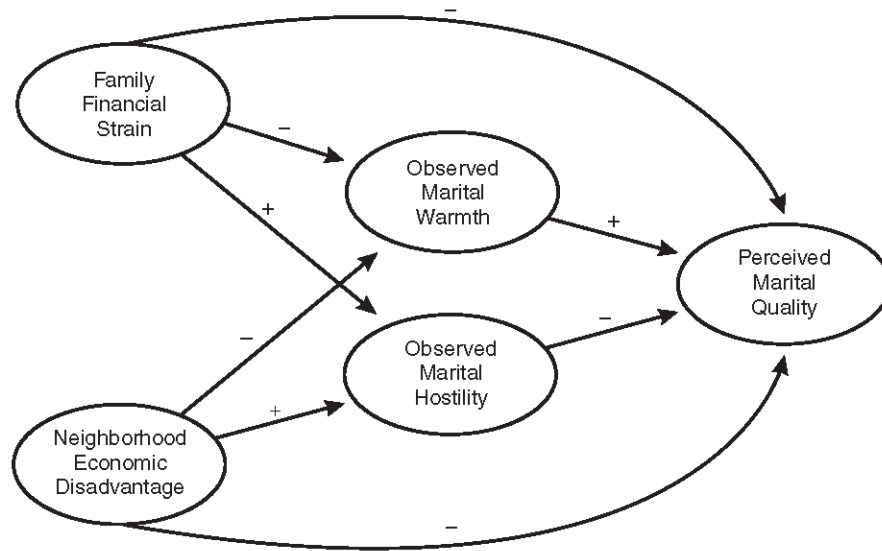 −
Family
Financial
Strain
−
Observed
Marital
Warmth
+
+
Perceived
Marital
Quality
−
−
Observed
Marital
Hostility
+
Neighborhood
Economic
Disadvantage
−